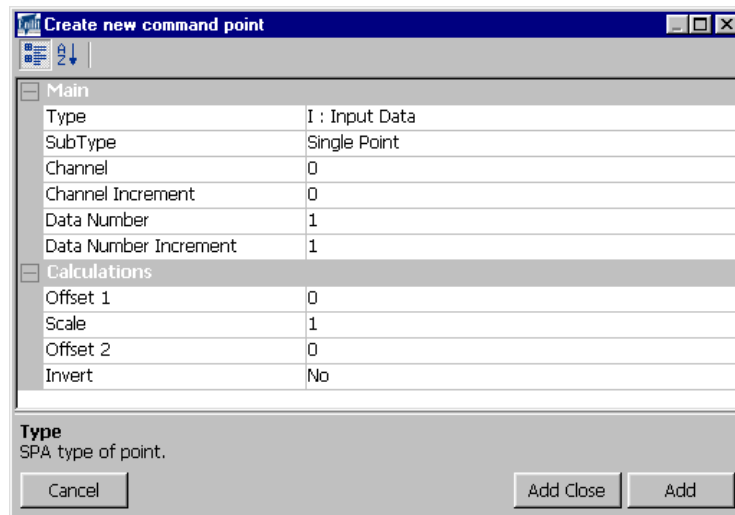 Create new command point
Main
Type I : Input Data
SubType Single Point
Channel 0
Channel Increment 0
Data Number 1
Data Number Increment 1
Calculations
Offset 1 0
Scale 1
Offset 2 0
Invert No
Type
SPA type of point.
Cancel Add Close Add